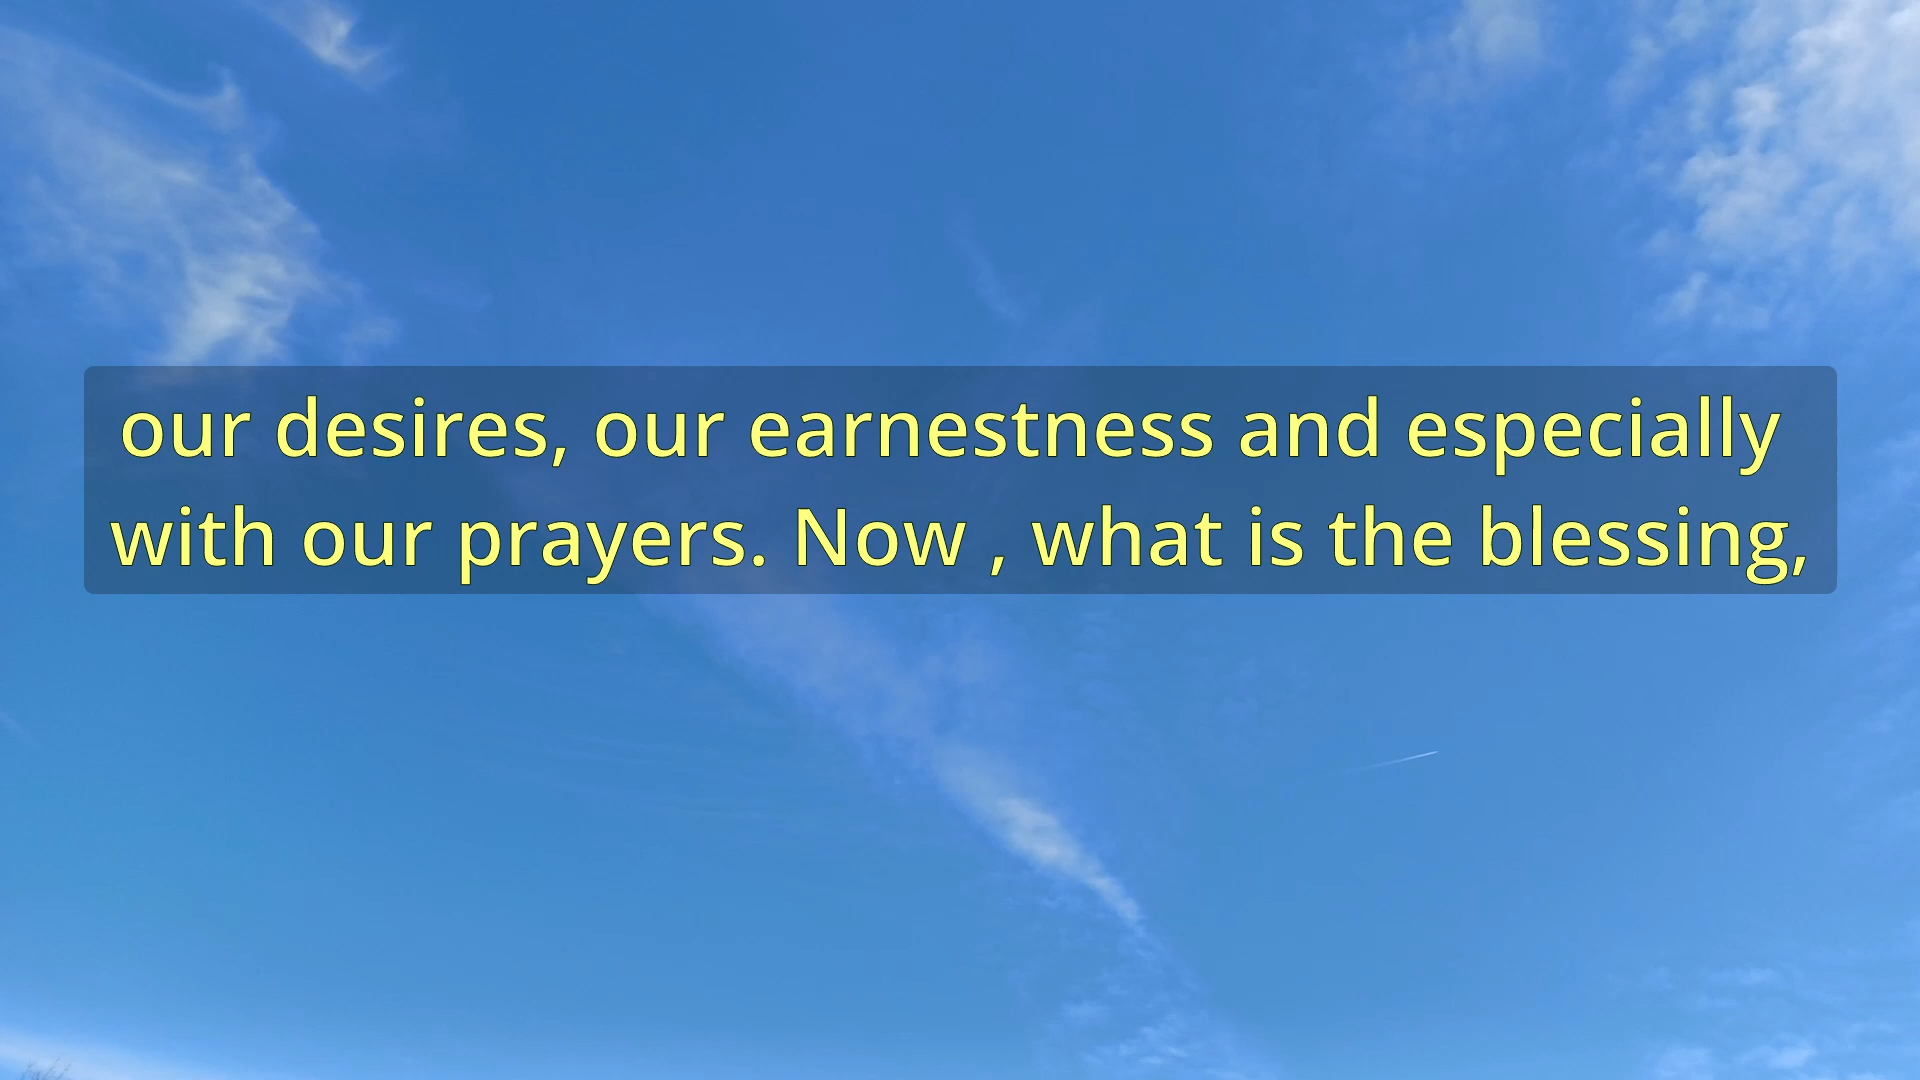 our desires, our earnestness and especially
with our prayers. Now , what is the blessing,